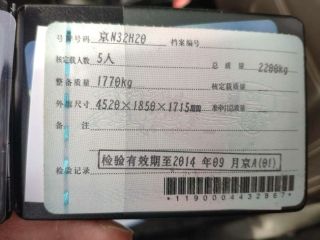 号牌号码 京N32H20 档案编号
核定载人数 5人 总质量 2200kg
整备质量 1770kg 核定载质量
外廓尺寸 4520×1850×1715mm 准牵引总质量
备注
检验有效期至2014年09月京A(01)
检验记录
*1190004432967*